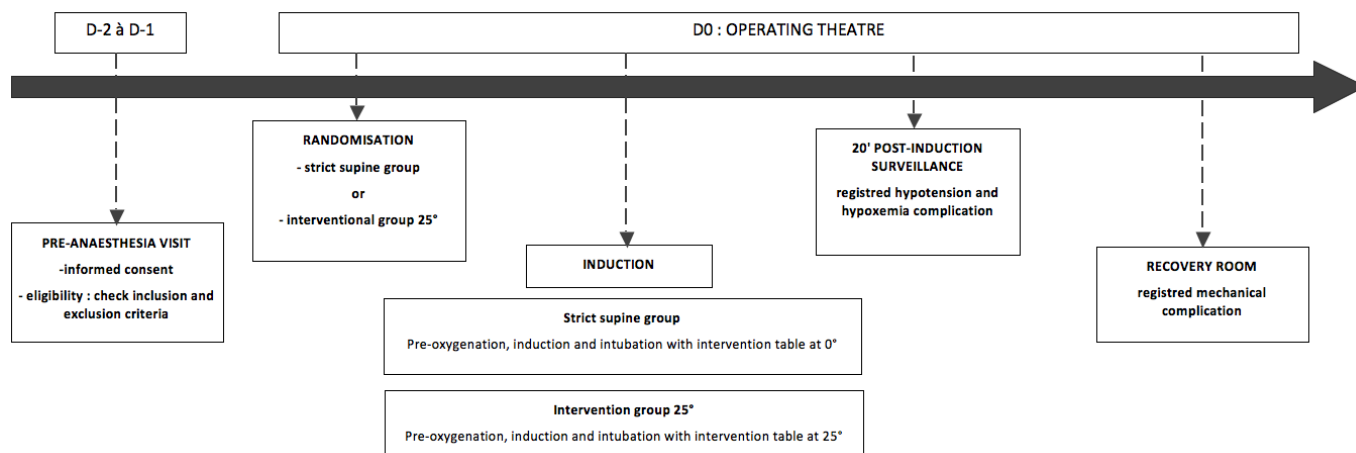 D-2 à D-1
D0 : OPERATING THEATRE
RANDOMISATION
- strict supine group
or
- interventional group 25°
20' POST-INDUCTION
SURVEILLANCE
registred hypotension and
hypoxemia complication
PRE-ANAESTHESIA VISIT
-informed consent
- eligibility : check inclusion and
exclusion criteria
INDUCTION
RECOVERY ROOM
registred mechanical
complication
Strict supine group
Pre-oxygenation, induction and intubation with intervention table at 0°
Intervention group 25°
Pre-oxygenation, induction and intubation with intervention table at 25°